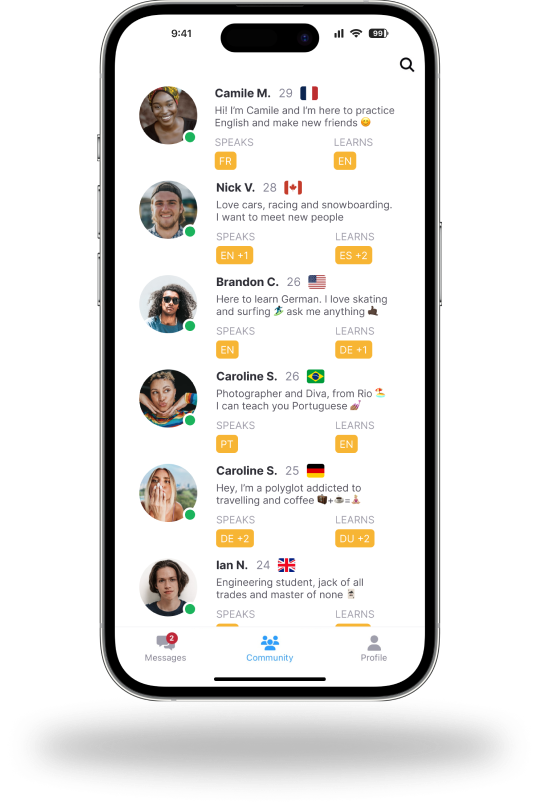 9:41
99
Camile M. 29
Hi! I'm Camile and I'm here to practice
English and make new friends 😊
SPEAKS LEARNS
FR EN
Nick V. 28
Love cars, racing and snowboarding.
I want to meet new people
SPEAKS LEARNS
EN +1 ES +2
Brandon C. 26
Here to learn German. I love skating
and surfing 🏄 ask me anything 🤙🏿
SPEAKS LEARNS
EN DE +1
Caroline S. 26
Photographer and Diva, from Rio 🏖
I can teach you Portuguese 💅
SPEAKS LEARNS
PT EN
Caroline S. 25
Hey, I'm a polyglot addicted to
travelling and coffee 🧳+☕=🧘
SPEAKS LEARNS
DE +2 DU +2
Ian N. 24
Engineering student, jack of all
trades and master of none 🃏
SPEAKS LEARNS
2
Messages Community Profile